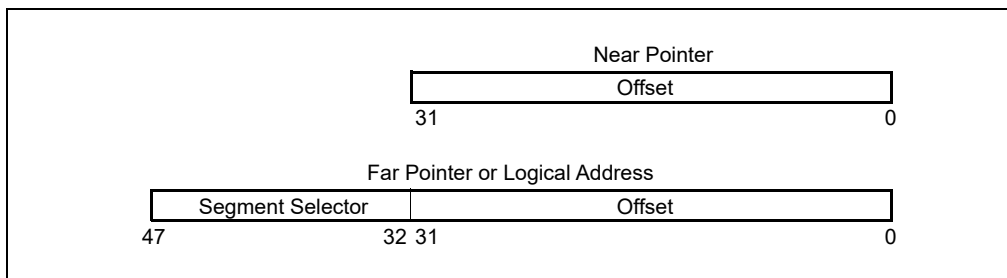 Near Pointer
Offset
31 0
Far Pointer or Logical Address
Segment Selector Offset
47 32 31 0